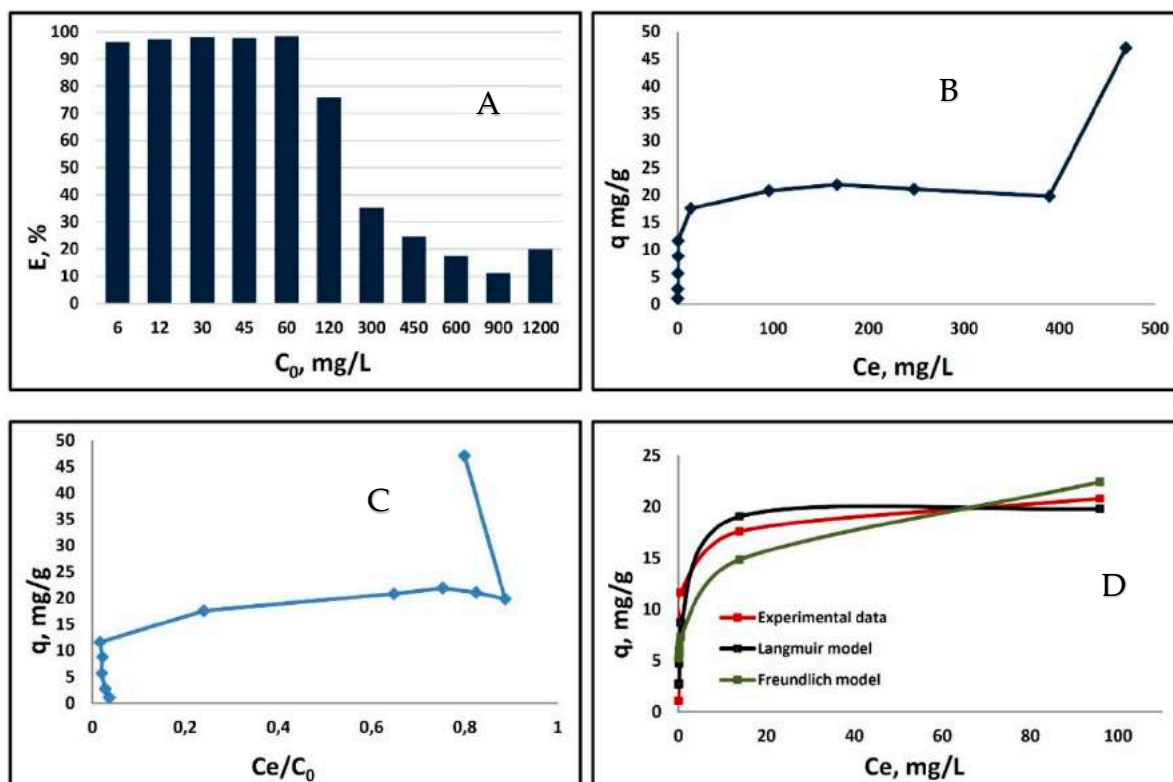 A
E, %
100
90
80
70
60
50
40
30
20
10
0
6 12 30 45 60 120 300 450 600 900 1200
C₀, mg/L
B
q mg/g
50
45
40
35
30
25
20
15
10
5
0
0 100 200 300 400 500
Ce, mg/L
C
q, mg/g
50
45
40
35
30
25
20
15
10
5
0
0 0,2 0,4 0,6 0,8 1
Ce/C₀
D
q, mg/g
25
20
15
10
5
0
Experimental data
Langmuir model
Freundlich model
0 20 40 60 80 100
Ce, mg/L